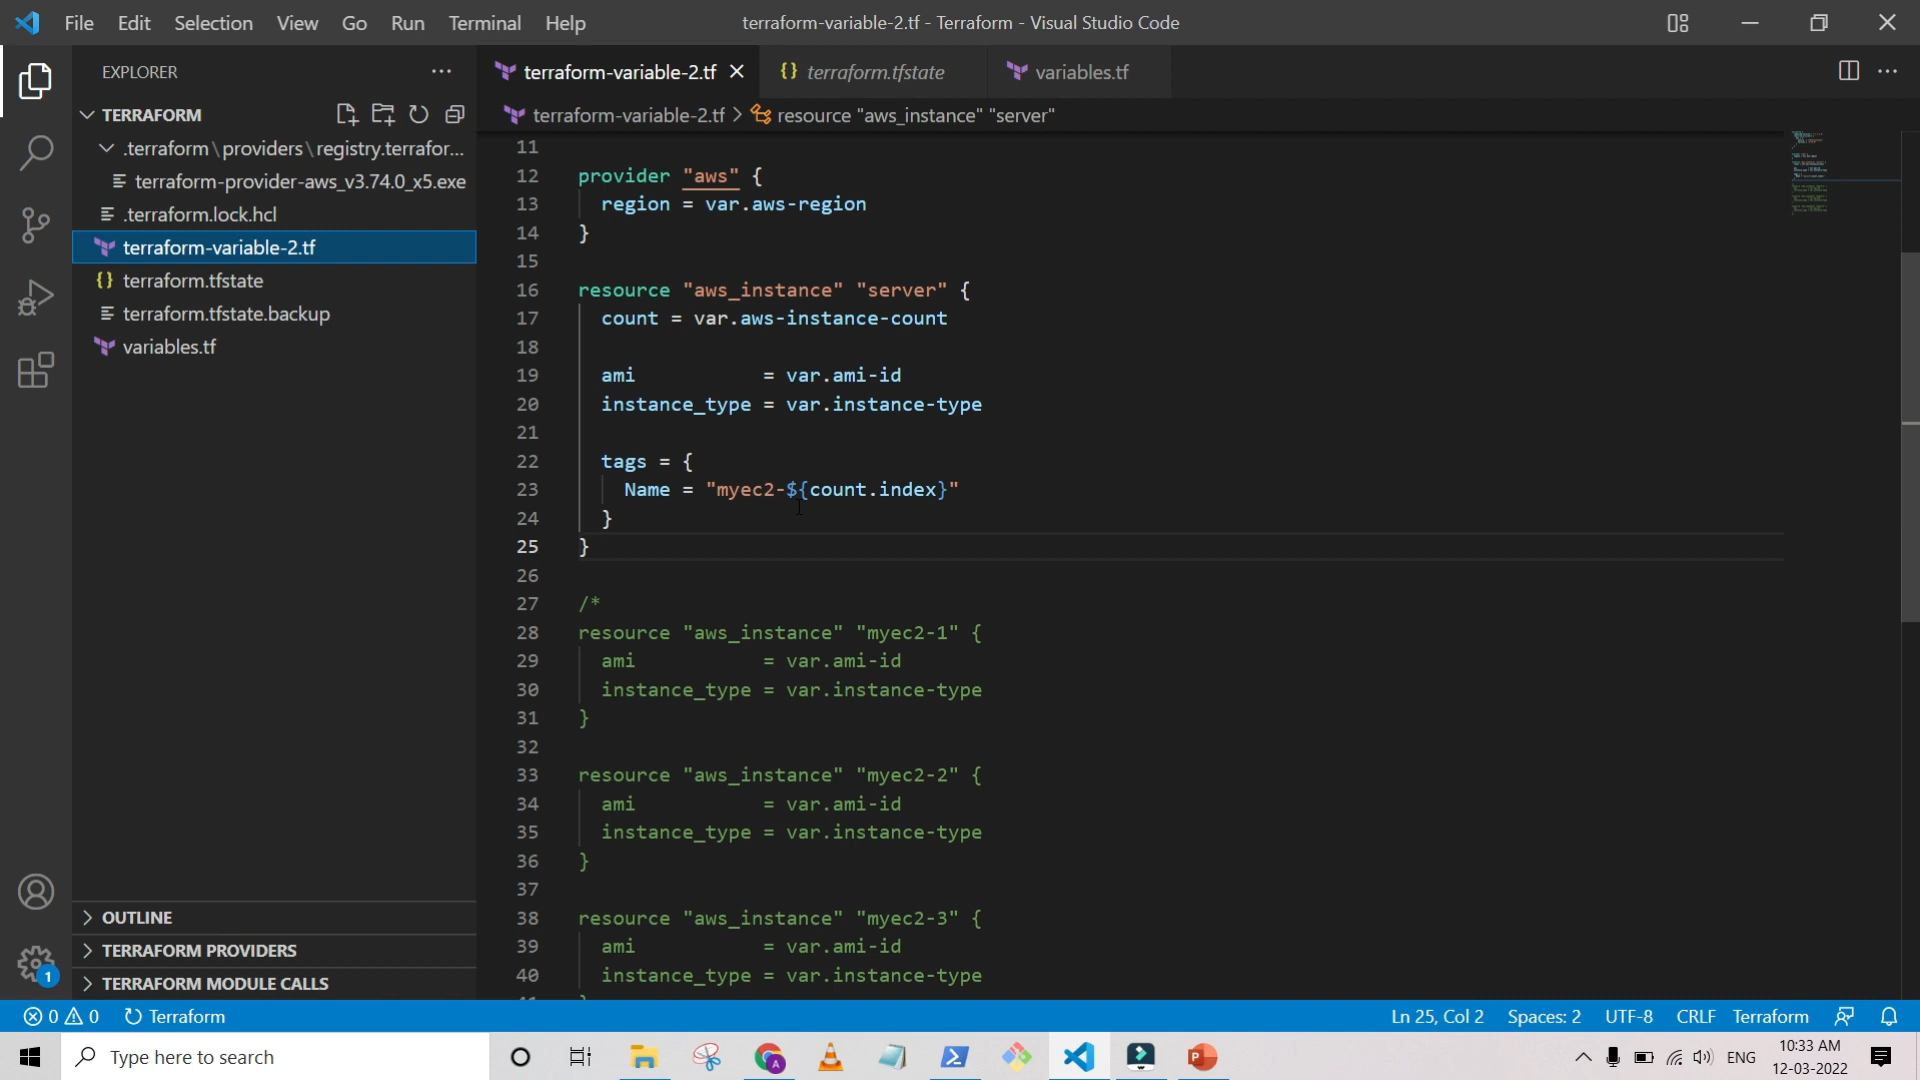 File Edit Selection View Go Run Terminal Help
terraform-variable-2.tf - Terraform - Visual Studio Code
EXPLORER
TERRAFORM
.terraform\providers\registry.terrafor...
terraform-provider-aws_v3.74.0_x5.exe
.terraform.lock.hcl
terraform-variable-2.tf
terraform.tfstate
terraform.tfstate.backup
variables.tf
OUTLINE
TERRAFORM PROVIDERS
TERRAFORM MODULE CALLS
terraform-variable-2.tf terraform.tfstate variables.tf
terraform-variable-2.tf > resource "aws_instance" "server"
11
12 provider "aws" {
13 region = var.aws-region
14 }
15
16 resource "aws_instance" "server" {
17 count = var.aws-instance-count
18
19 ami = var.ami-id
20 instance_type = var.instance-type
21
22 tags = {
23 Name = "myec2-${count.index}"
24 }
25 }
26
27 /*
28 resource "aws_instance" "myec2-1" {
29 ami = var.ami-id
30 instance_type = var.instance-type
31 }
32
33 resource "aws_instance" "myec2-2" {
34 ami = var.ami-id
35 instance_type = var.instance-type
36 }
37
38 resource "aws_instance" "myec2-3" {
39 ami = var.ami-id
40 instance_type = var.instance-type
1
0 0 Terraform
Ln 25, Col 2 Spaces: 2 UTF-8 CRLF Terraform
Type here to search
ENG
10:33 AM
12-03-2022